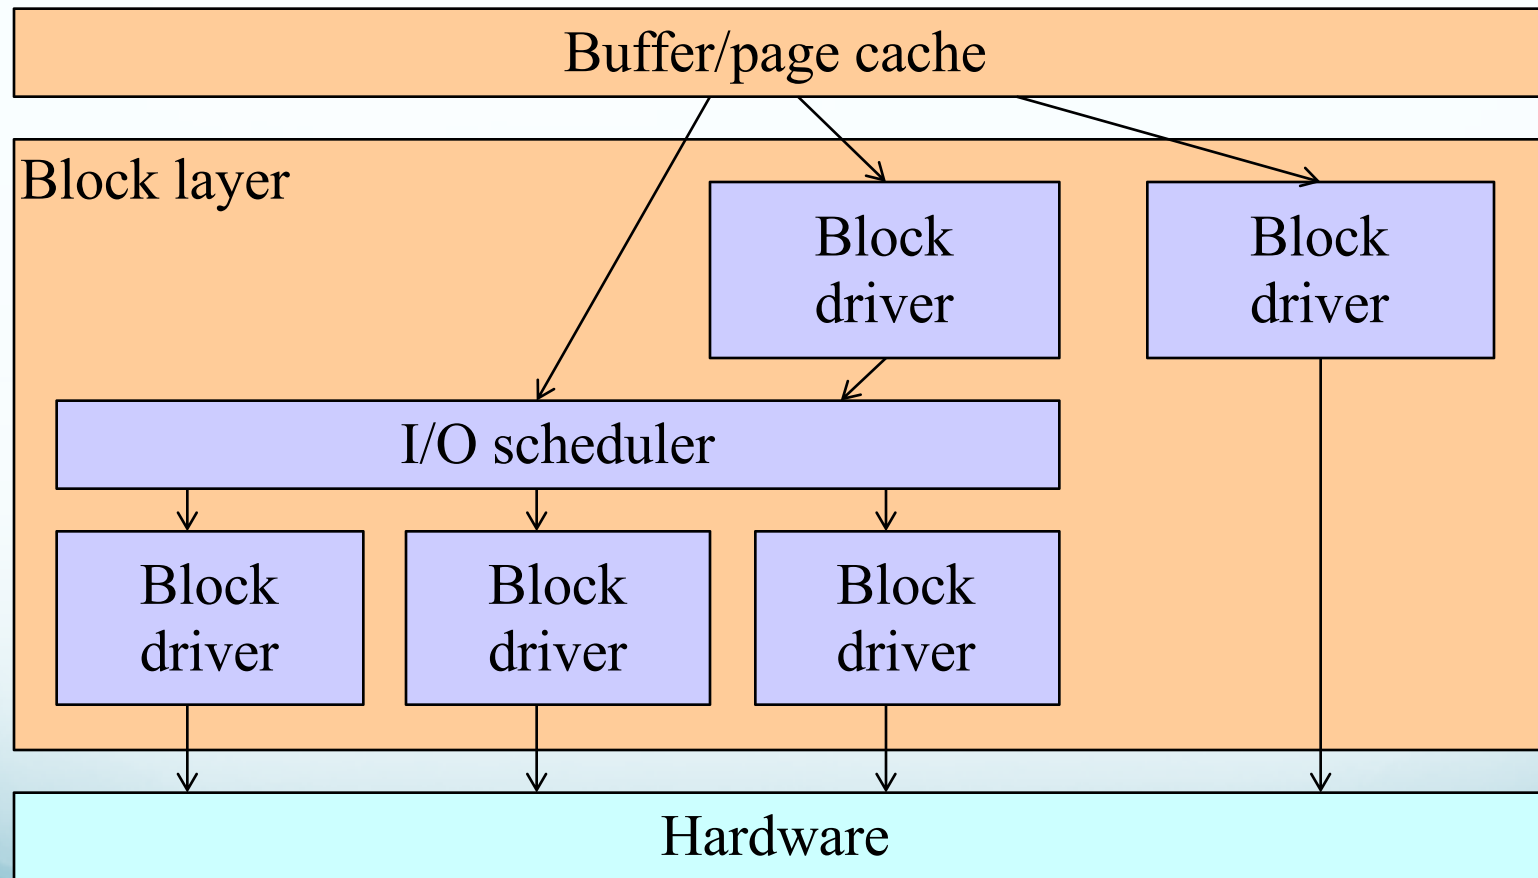 Buffer/page cache
Block layer
Block
driver
Block
driver
I/O scheduler
Block
driver
Block
driver
Block
driver
Hardware